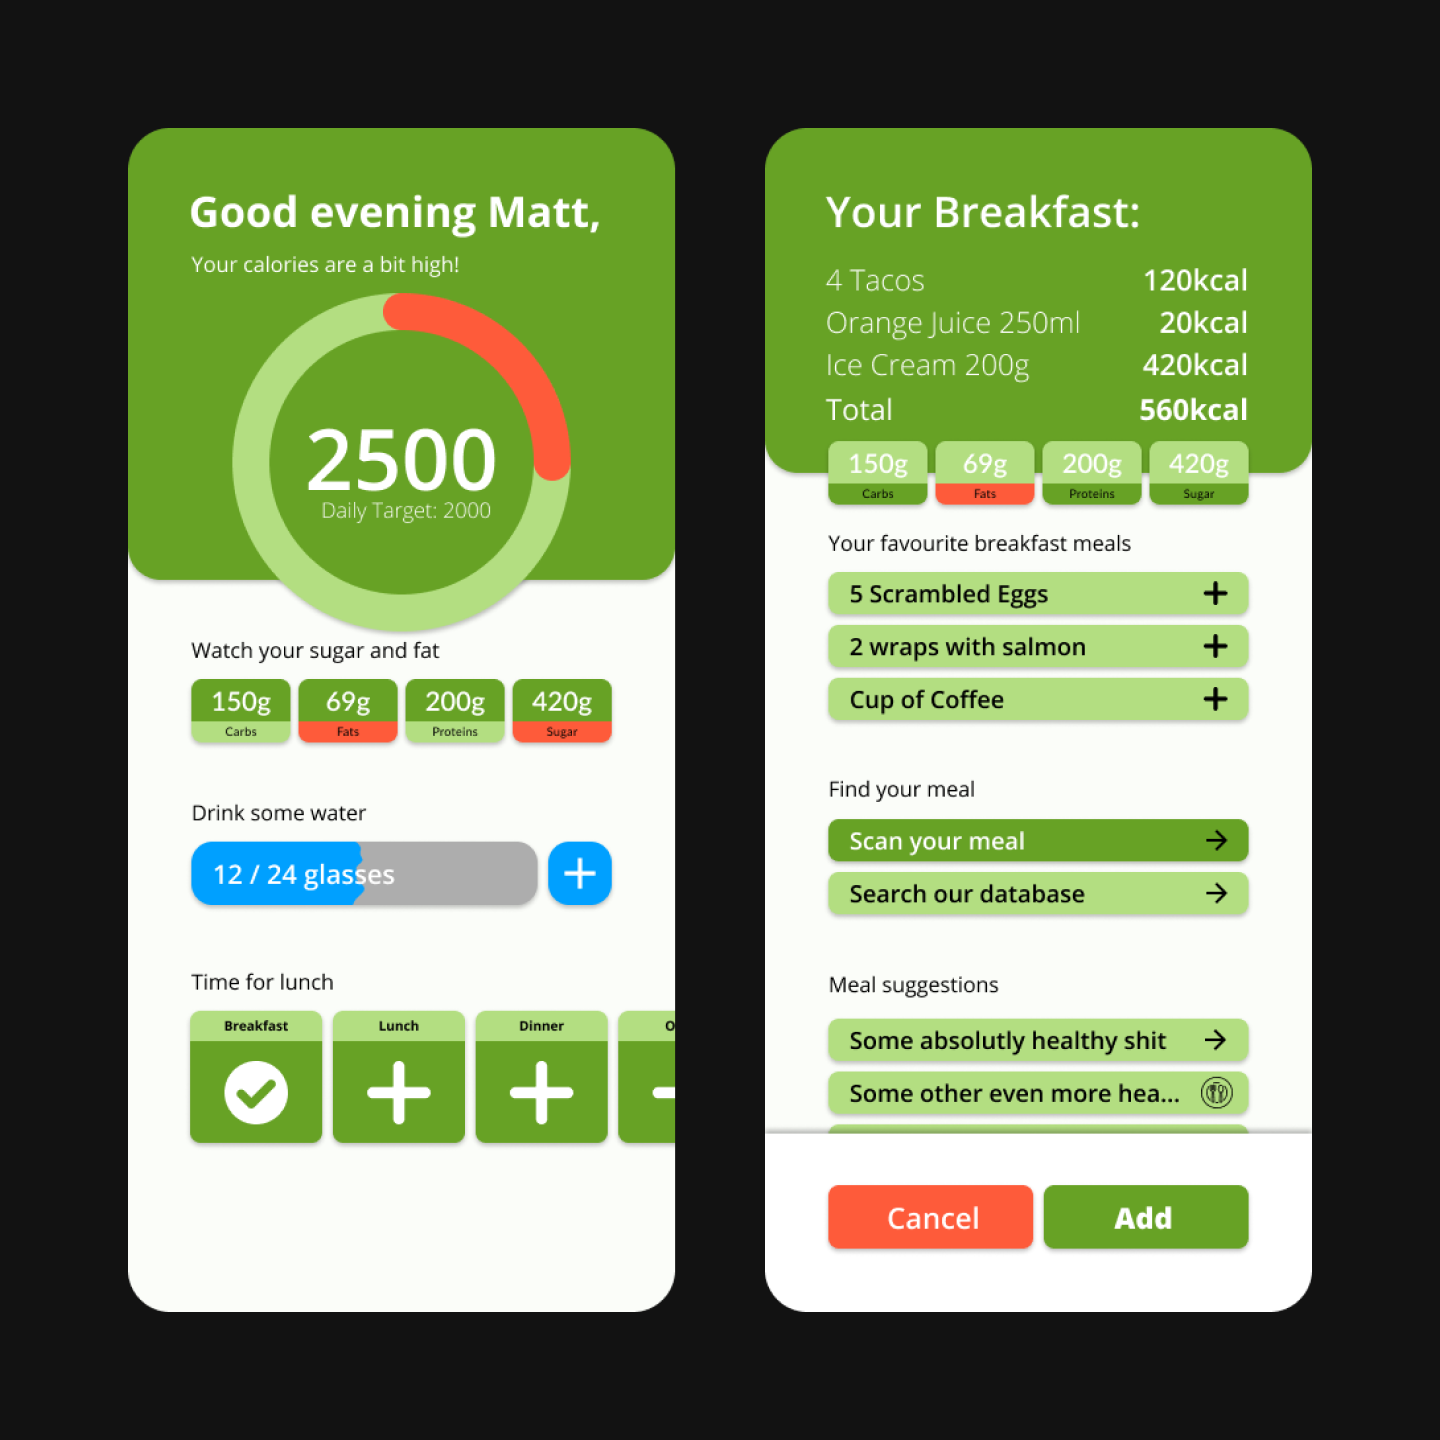 Good evening Matt,
Your calories are a bit high!
2500
Daily Target: 2000
Watch your sugar and fat
150g 69g 200g 420g
Carbs Fats Proteins Sugar
Drink some water
12 / 24 glasses
Time for lunch
Breakfast Lunch Dinner O
Your Breakfast:
4 Tacos 120kcal
Orange Juice 250ml 20kcal
Ice Cream 200g 420kcal
Total 560kcal
150g 69g 200g 420g
Carbs Fats Proteins Sugar
Your favourite breakfast meals
5 Scrambled Eggs
2 wraps with salmon
Cup of Coffee
Find your meal
Scan your meal
Search our database
Meal suggestions
Some absolutly healthy shit
Some other even more hea...
Cancel Add